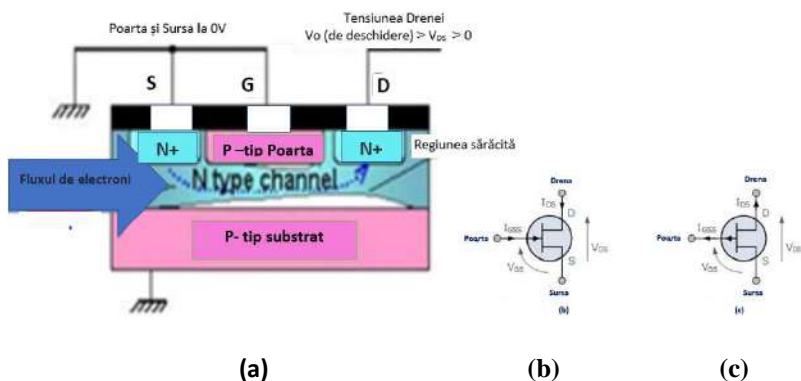 Poarta și Sursa la 0V
Tensiunea Drenei
Vo (de deschidere) > VDS > 0
S
G
D
N+
P –tip Poarta
N+
Regiunea sărăcită
Fluxul de electroni
N type channel
P- tip substrat
(a)
Drena
IDS
D
Poarta
IGSS
VDS
VGS
S
Sursa
(b)
(b)
Drena
IDS
D
Poarta
IGSS
VDS
VGS
S
Sursa
(c)
(c)